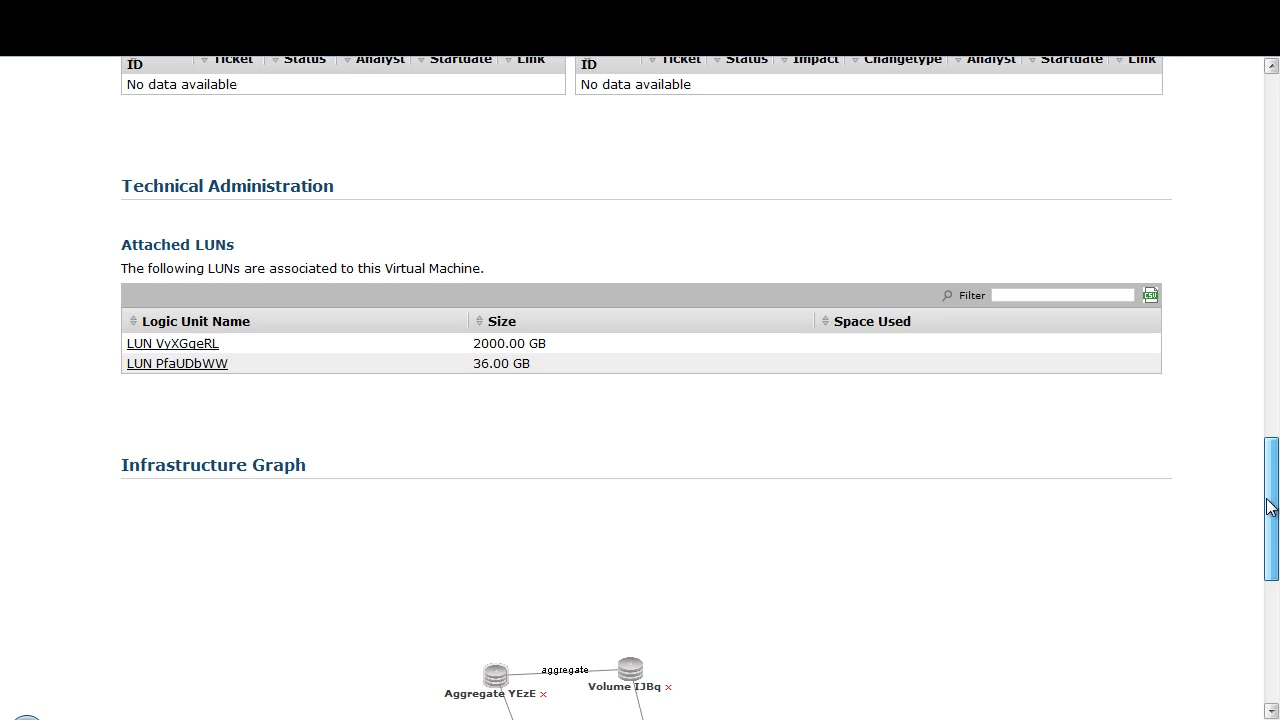 ID Ticket Status Analyst Startdate Link
ID Ticket Status Impact Changetype Analyst Startdate Link
No data available
No data available
Technical Administration
Attached LUNs
The following LUNs are associated to this Virtual Machine.
Filter
CSV
Logic Unit Name Size Space Used
LUN VyXGqeRL 2000.00 GB
LUN PfaUDbWW 36.00 GB
Infrastructure Graph
aggregate
Aggregate YEzE x
Volume IJBq x